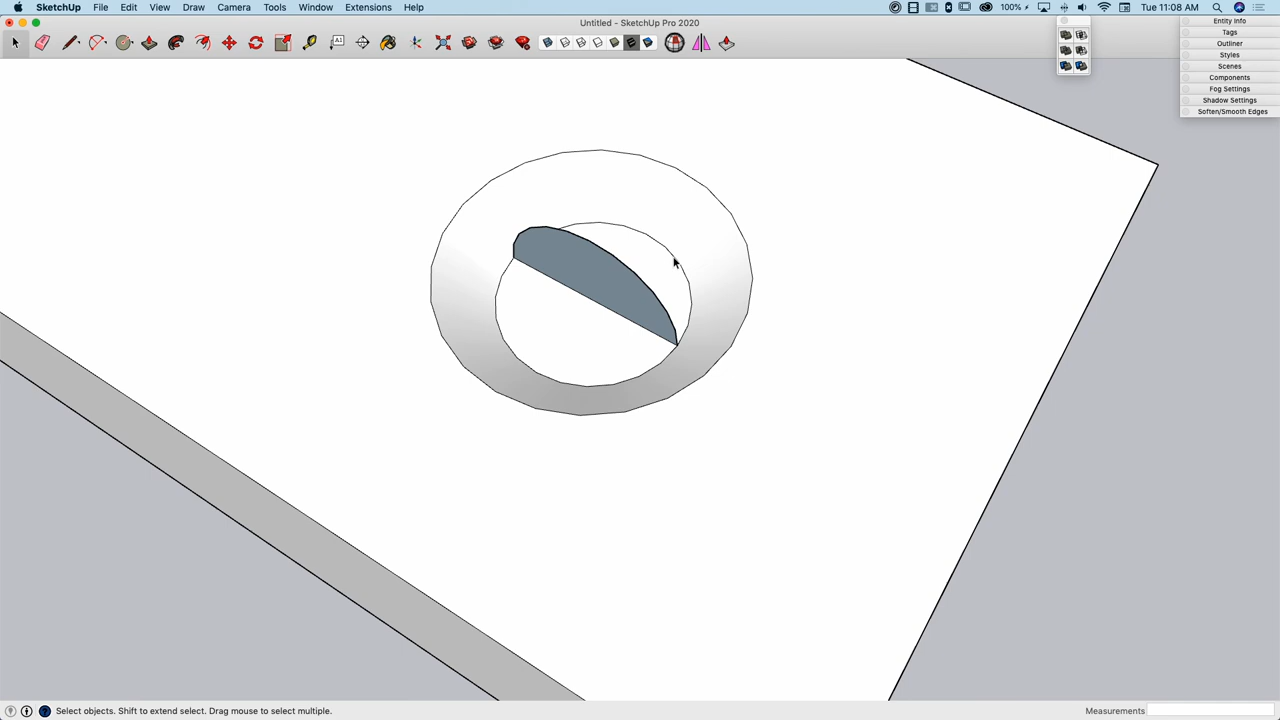 SketchUp File Edit View Camera Draw Tools Window Extensions Help 100% Tue 11:08 AM
Untitled - SketchUp Pro 2020
A1
Entity Info
Tags
Outliner
Styles
Scenes
Components
Fog Settings
Shadow Settings
Soften/Smooth Edges
Select objects. Shift to extend select. Drag mouse to select multiple. Measurements